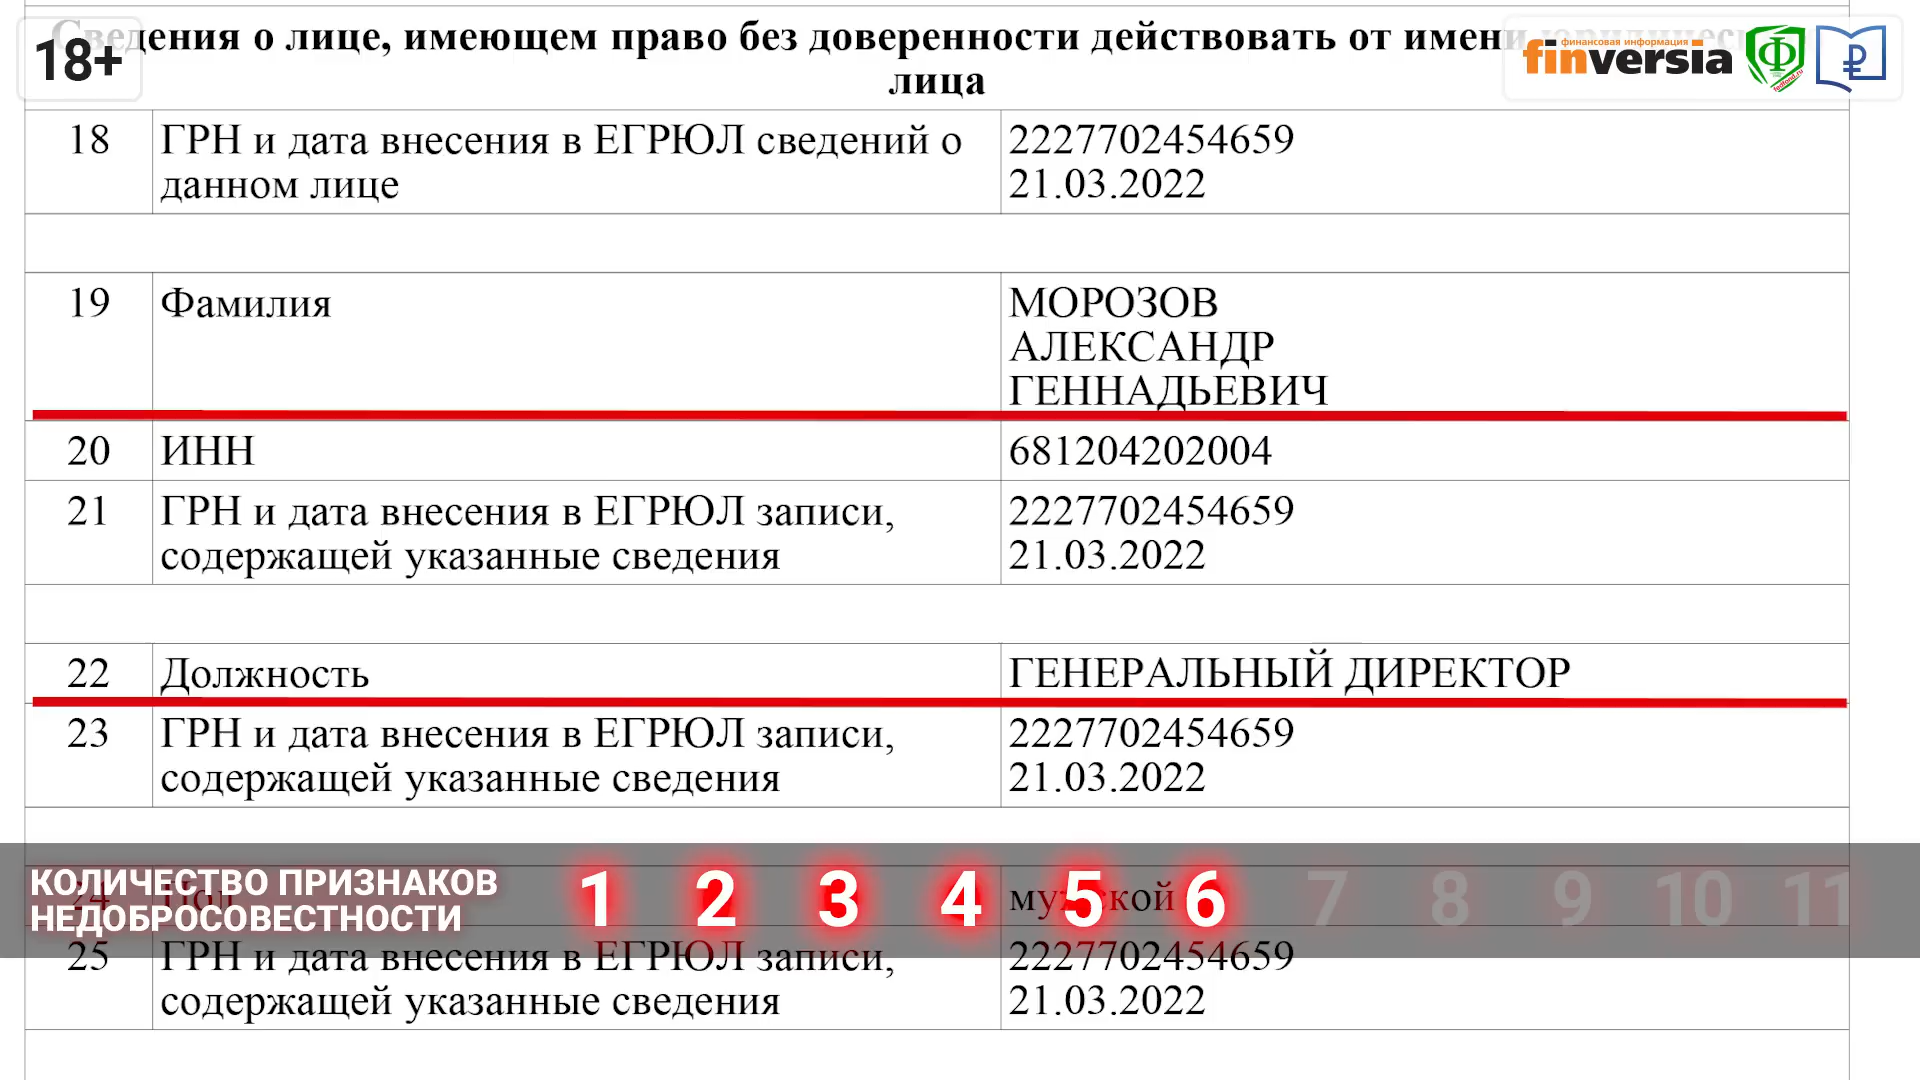 Сведения о лице, имеющем право без доверенности действовать от имени
лица
18+
финансовая информация
finversia
18
ГРН и дата внесения в ЕГРЮЛ сведений о
данном лице
2227702454659
21.03.2022
19
Фамилия
МОРОЗОВ
АЛЕКСАНДР
ГЕННАДЬЕВИЧ
20
ИНН
681204202004
21
ГРН и дата внесения в ЕГРЮЛ записи,
содержащей указанные сведения
2227702454659
21.03.2022
22
Должность
ГЕНЕРАЛЬНЫЙ ДИРЕКТОР
23
ГРН и дата внесения в ЕГРЮЛ записи,
содержащей указанные сведения
2227702454659
21.03.2022
24
Пол
мужской
КОЛИЧЕСТВО ПРИЗНАКОВ
НЕДОБРОСОВЕСТНОСТИ
1 2 3 4 5 6 7 8 9 10 11
25
ГРН и дата внесения в ЕГРЮЛ записи,
содержащей указанные сведения
2227702454659
21.03.2022